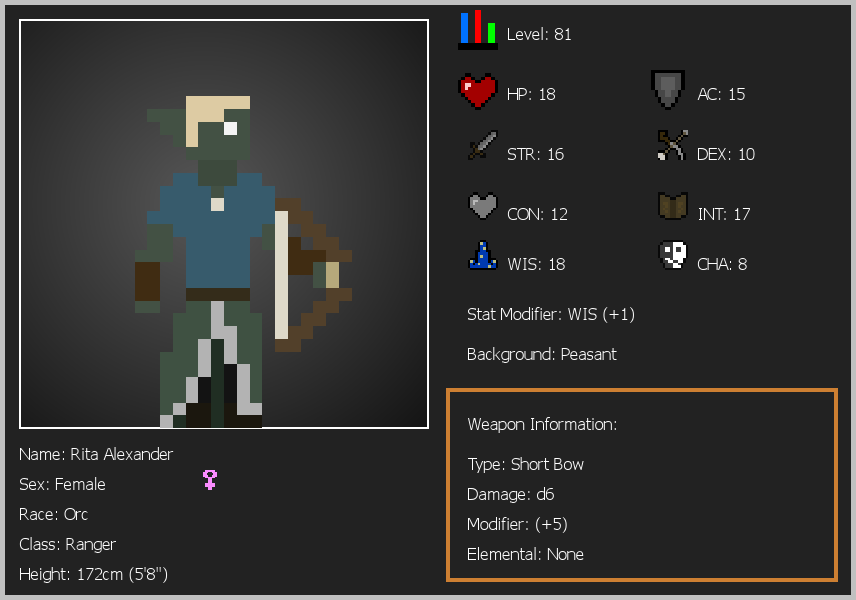 Level: 81
HP: 18
AC: 15
STR: 16
DEX: 10
CON: 12
INT: 17
WIS: 18
CHA: 8
Stat Modifier: WIS (+1)
Background: Peasant
Weapon Information:
Type: Short Bow
Damage: d6
Modifier: (+5)
Elemental: None
Name: Rita Alexander
Sex: Female
Race: Orc
Class: Ranger
Height: 172cm (5'8")